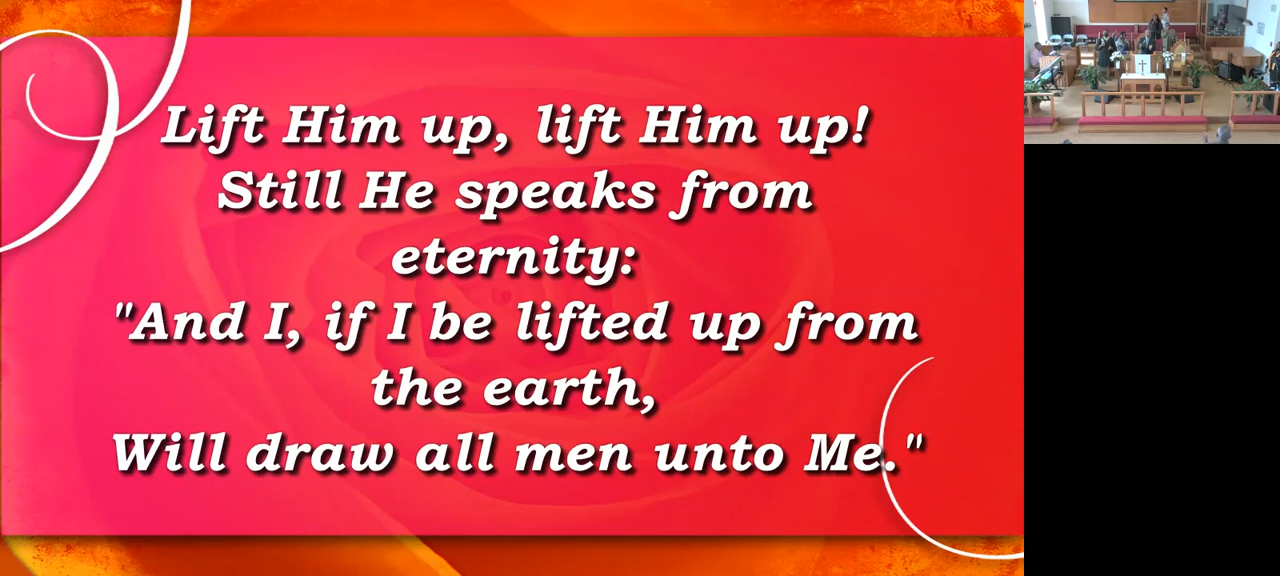 Lift Him up, lift Him up!
Still He speaks from
eternity:
"And I, if I be lifted up from
the earth,
Will draw all men unto Me."